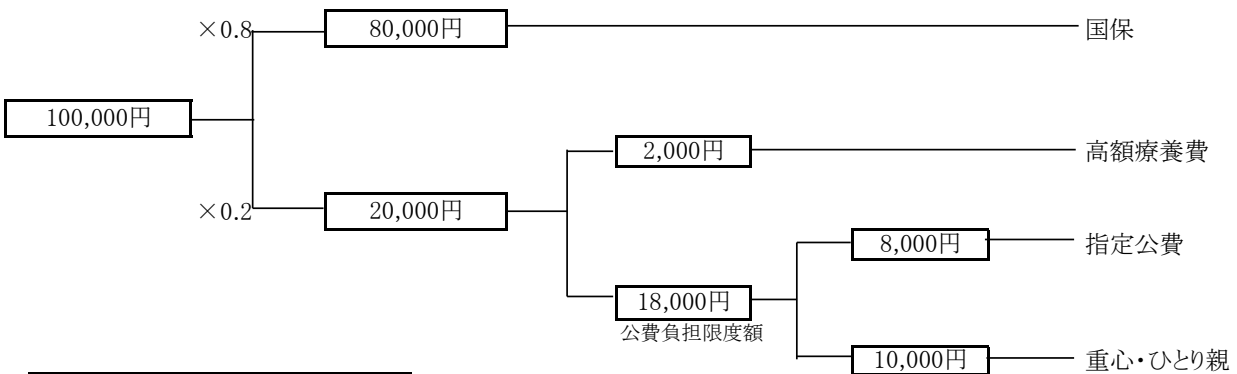 ×0.8
80,000円
国保
100,000円
2,000円
高額療養費
×0.2
20,000円
8,000円
指定公費
18,000円
公費負担限度額
10,000円
重心・ひとり親